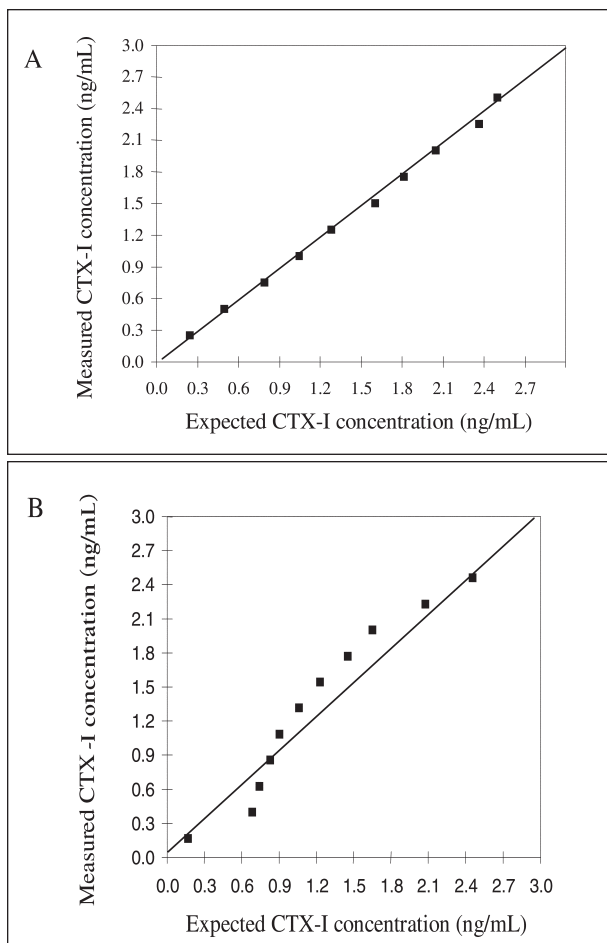 A
Measured CTX-I concentration (ng/mL)
3.0
2.7
2.4
2.1
1.8
1.5
1.2
0.9
0.6
0.3
0.0
0.0 0.3 0.6 0.9 1.2 1.5 1.8 2.1 2.4 2.7
Expected CTX-I concentration (ng/mL)
B
Measured CTX -I concentration (ng/mL)
3.0
2.7
2.4
2.1
1.8
1.5
1.2
0.9
0.6
0.3
0.0
0.0 0.3 0.6 0.9 1.2 1.5 1.8 2.1 2.4 2.7 3.0
Expected CTX-I concentration (ng/mL)